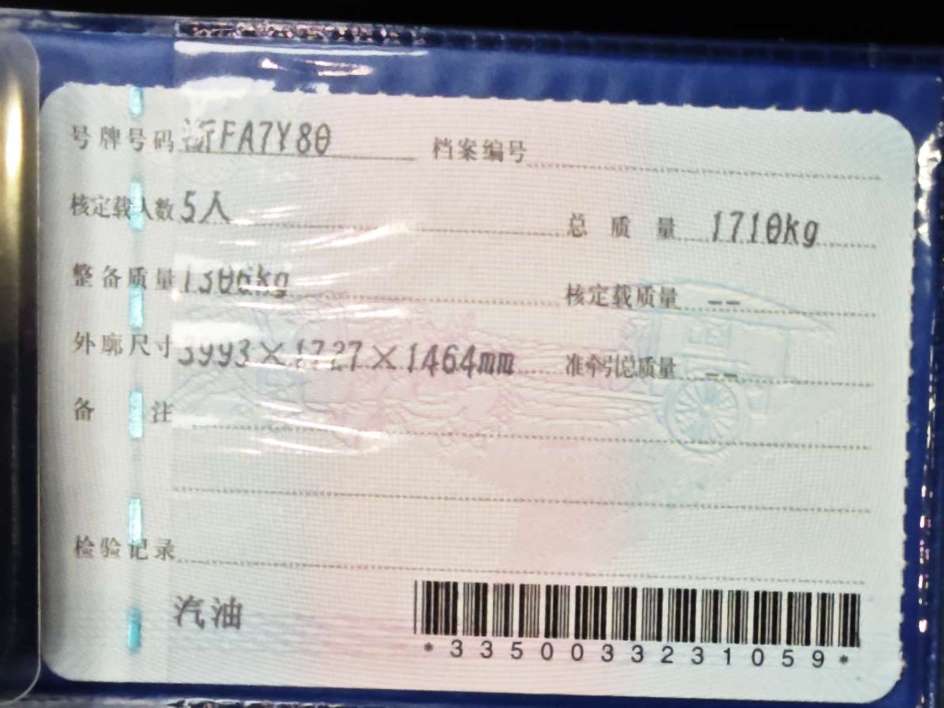 号牌号码 浙FA7Y80 档案编号
核定载人数 5人 总质量 1710kg
整备质量 1306kg 核定载质量 --
外廓尺寸 3993×1727×1464mm 准牵引总质量 --
备注
检验记录
汽油
*3350033231059*